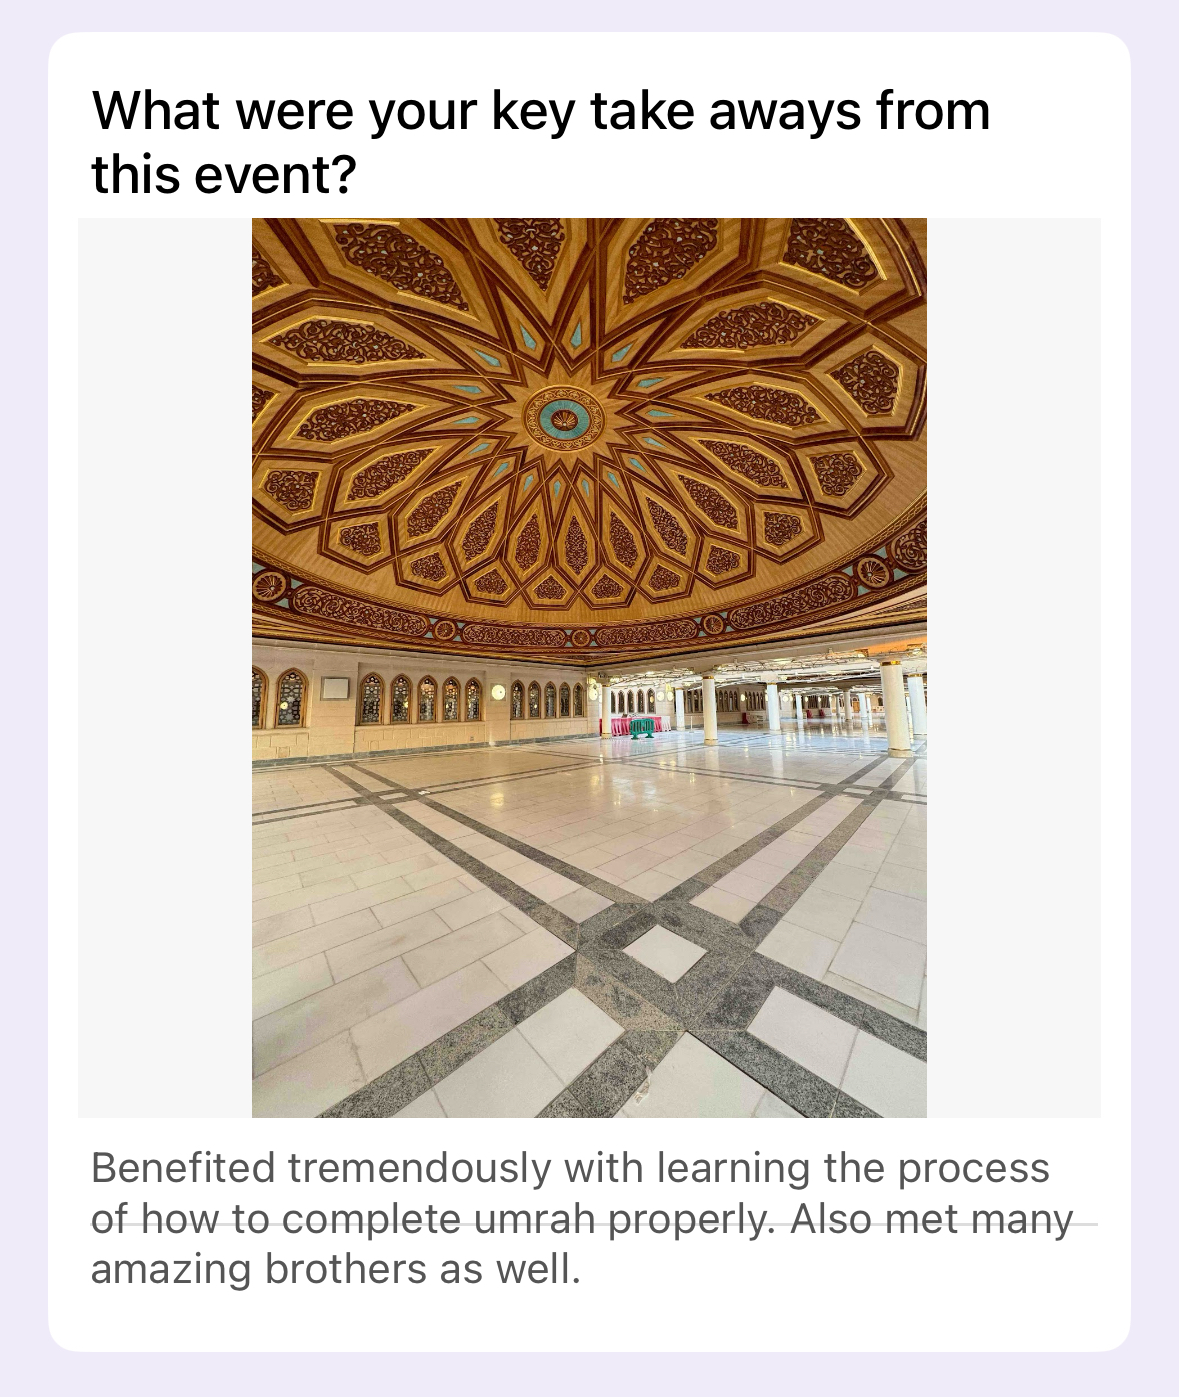 What were your key take aways from
this event?
Benefited tremendously with learning the process
of how to complete umrah properly. Also met many
amazing brothers as well.